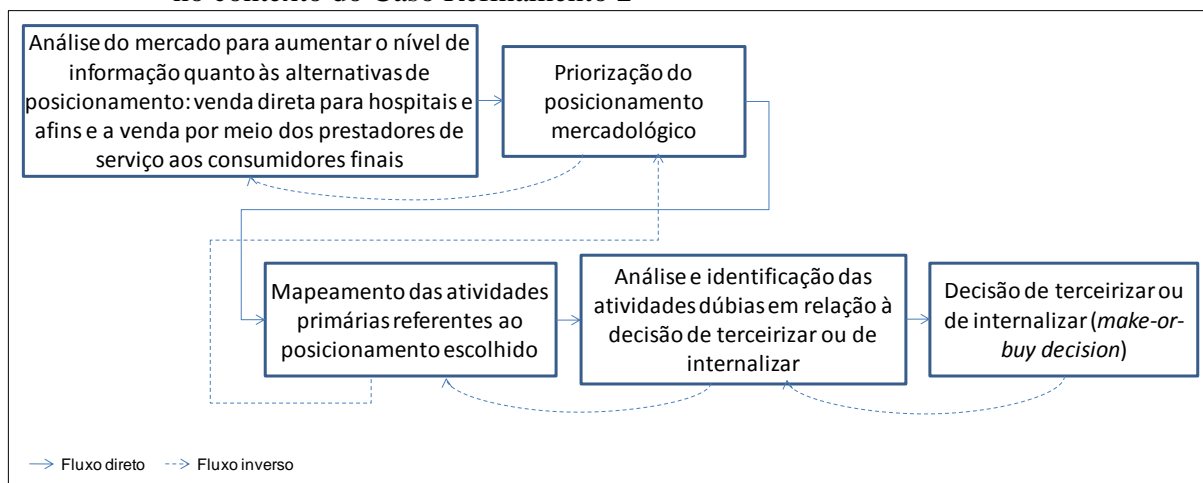 no contexto do Caso Refinamento 2
Análise do mercado para aumentar o nível de
informação quanto às alternativas de
posicionamento: venda direta para hospitais e
afins e a venda por meio dos prestadores de
serviço aos consumidores finais
Priorização do
posicionamento
mercadológico
Mapeamento das atividades
primárias referentes ao
posicionamento escolhido
Análise e identificação das
atividades dúbias em relação à
decisão de terceirizar ou de
internalizar
Decisão de terceirizar ou
de internalizar (make-or-
buy decision)
Fluxo direto
Fluxo inverso